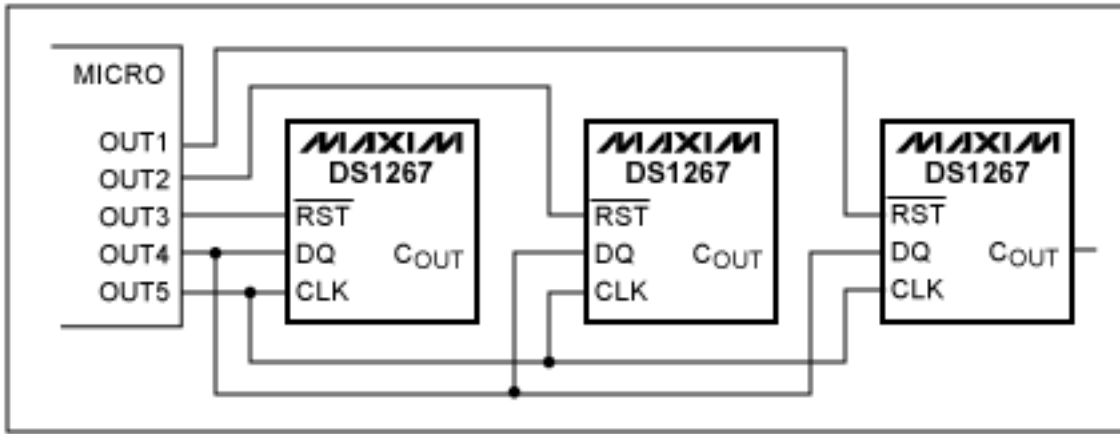 MICRO
OUT1
OUT2
OUT3
OUT4
OUT5
MAXIM
DS1267
RST
DQ
COUT
CLK
MAXIM
DS1267
RST
DQ
COUT
CLK
MAXIM
DS1267
RST
DQ
COUT
CLK